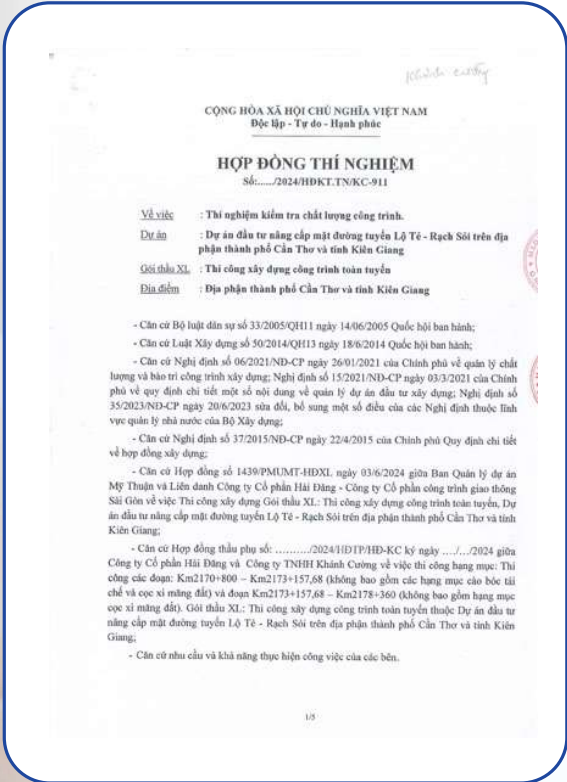 Khánh cường
CỘNG HÒA XÃ HỘI CHỦ NGHĨA VIỆT NAM
Độc lập - Tự do - Hạnh phúc
HỢP ĐỒNG THÍ NGHIỆM
Số:....../2024/HĐKT.TN/KC-911
Về việc : Thí nghiệm kiểm tra chất lượng công trình.
Dự án : Dự án đầu tư nâng cấp mặt đường tuyến Lộ Tẻ - Rạch Sỏi trên địa
phận thành phố Cần Thơ và tỉnh Kiên Giang
Gói thầu XL : Thi công xây dựng công trình toàn tuyến
Địa điểm : Địa phận thành phố Cần Thơ và tỉnh Kiên Giang
- Căn cứ Bộ luật dân sự số 33/2005/QH11 ngày 14/06/2005 Quốc hội ban hành;
- Căn cứ Luật Xây dựng số 50/2014/QH13 ngày 18/6/2014 Quốc hội ban hành;
- Căn cứ Nghị định số 06/2021/NĐ-CP ngày 26/01/2021 của Chính phủ về quản lý chất
lượng và bảo trì công trình xây dựng; Nghị định số 15/2021/NĐ-CP ngày 03/3/2021 của Chính
phủ về quy định chi tiết một số nội dung về quản lý dự án đầu tư xây dựng; Nghị định số
35/2023/NĐ-CP ngày 20/6/2023 sửa đổi, bổ sung một số điều của các Nghị định thuộc lĩnh
vực quản lý nhà nước của Bộ Xây dựng;
- Căn cứ Nghị định số 37/2015/NĐ-CP ngày 22/4/2015 của Chính phủ Quy định chi tiết
về hợp đồng xây dựng;
- Căn cứ Hợp đồng số 1439/PMUMT-HĐXL ngày 03/6/2024 giữa Ban Quản lý dự án
Mỹ Thuận và Liên danh Công ty Cổ phần Hải Đăng - Công ty Cổ phần công trình giao thông
Sài Gòn về việc Thi công xây dựng Gói thầu XL: Thi công xây dựng công trình toàn tuyến, Dự
án đầu tư nâng cấp mặt đường tuyến Lộ Tẻ - Rạch Sỏi trên địa phận thành phố Cần Thơ và tỉnh
Kiên Giang;
- Căn cứ Hợp đồng thầu phụ số: ........../2024/HĐTP/HĐ-KC ký ngày ..../.../2024 giữa
Công ty Cổ phần Hải Đăng và Công ty TNHH Khánh Cường về việc thi công hạng mục: Thi
công các đoạn: Km2170+800 – Km2173+157,68 (không bao gồm các hạng mục cào bóc tái
chế và cọc xi măng đất) và đoạn Km2173+157,68 – Km2178+360 (không bao gồm hạng mục
cọc xi măng đất). Gói thầu XL: Thi công xây dựng công trình toàn tuyến thuộc Dự án đầu tư
nâng cấp mặt đường tuyến Lộ Tẻ - Rạch Sỏi trên địa phận thành phố Cần Thơ và tỉnh Kiên
Giang;
- Căn cứ nhu cầu và khả năng thực hiện công việc của các bên.
1/5